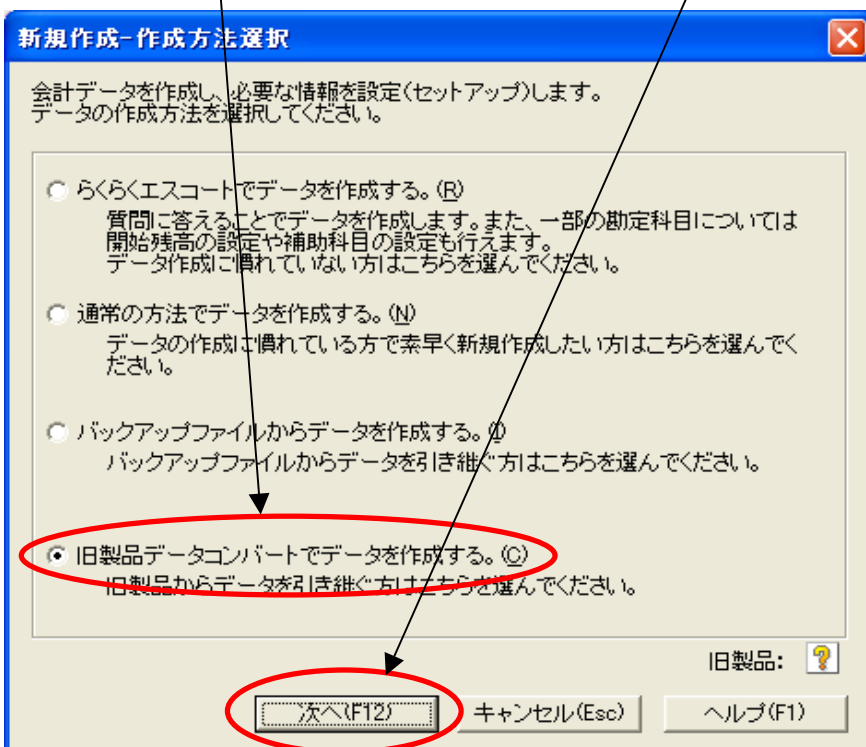 新規作成-作成方法選択
会計データを作成し、必要な情報を設定(セットアップ)します。
データの作成方法を選択してください。
らくらくエスコートでデータを作成する。(R)
質問に答えることでデータを作成します。また、一部の勘定科目については
開始残高の設定や補助科目の設定も行えます。
データ作成に慣れていない方はこちらを選んでください。
通常の方法でデータを作成する。(N)
データの作成に慣れている方で素早く新規作成したい方はこちらを選んでく
ださい。
バックアップファイルからデータを作成する。(I)
バックアップファイルからデータを引き継ぐ方はこちらを選んでください。
旧製品データコンバートでデータを作成する。(C)
旧製品からデータを引き継ぐ方はこちらを選んでください。
旧製品: ?
次へ(F12) キャンセル(Esc) ヘルプ(F1)